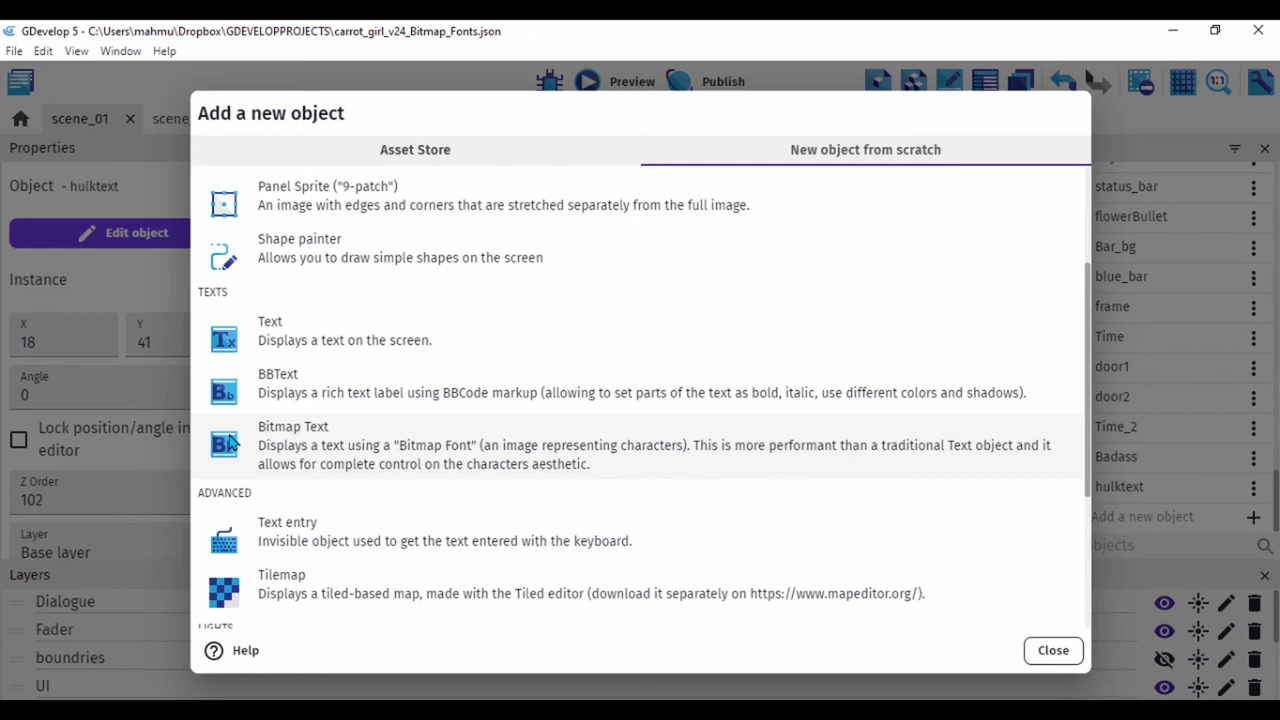 GDevelop 5 - C:\Users\mahmu\Dropbox\GDEVELOPPROJECTS\carrot_girl_v24_Bitmap_Fonts.json
File Edit View Window Help
Preview Publish
scene_01 scene_
Properties
Object - hulktext
Edit object
Instance
X
18
Y
41
Angle
0
Lock position/angle in
editor
Z Order
102
Layer
Base layer
Layers
Dialogue
Fader
boundries
UI
Add a new object
Asset Store
New object from scratch
Panel Sprite ("9-patch")
An image with edges and corners that are stretched separately from the full image.
Shape painter
Allows you to draw simple shapes on the screen
TEXTS
Text
Displays a text on the screen.
BBText
Displays a rich text label using BBCode markup (allowing to set parts of the text as bold, italic, use different colors and shadows).
Bitmap Text
Displays a text using a "Bitmap Font" (an image representing characters). This is more performant than a traditional Text object and it
allows for complete control on the characters aesthetic.
ADVANCED
Text entry
Invisible object used to get the text entered with the keyboard.
Tilemap
Displays a tiled-based map, made with the Tiled editor (download it separately on https://www.mapeditor.org/).
LIGHTS
Help
Close
status_bar
flowerBullet
Bar_bg
blue_bar
frame
Time
door1
door2
Time_2
Badass
hulktext
Add a new object
objects